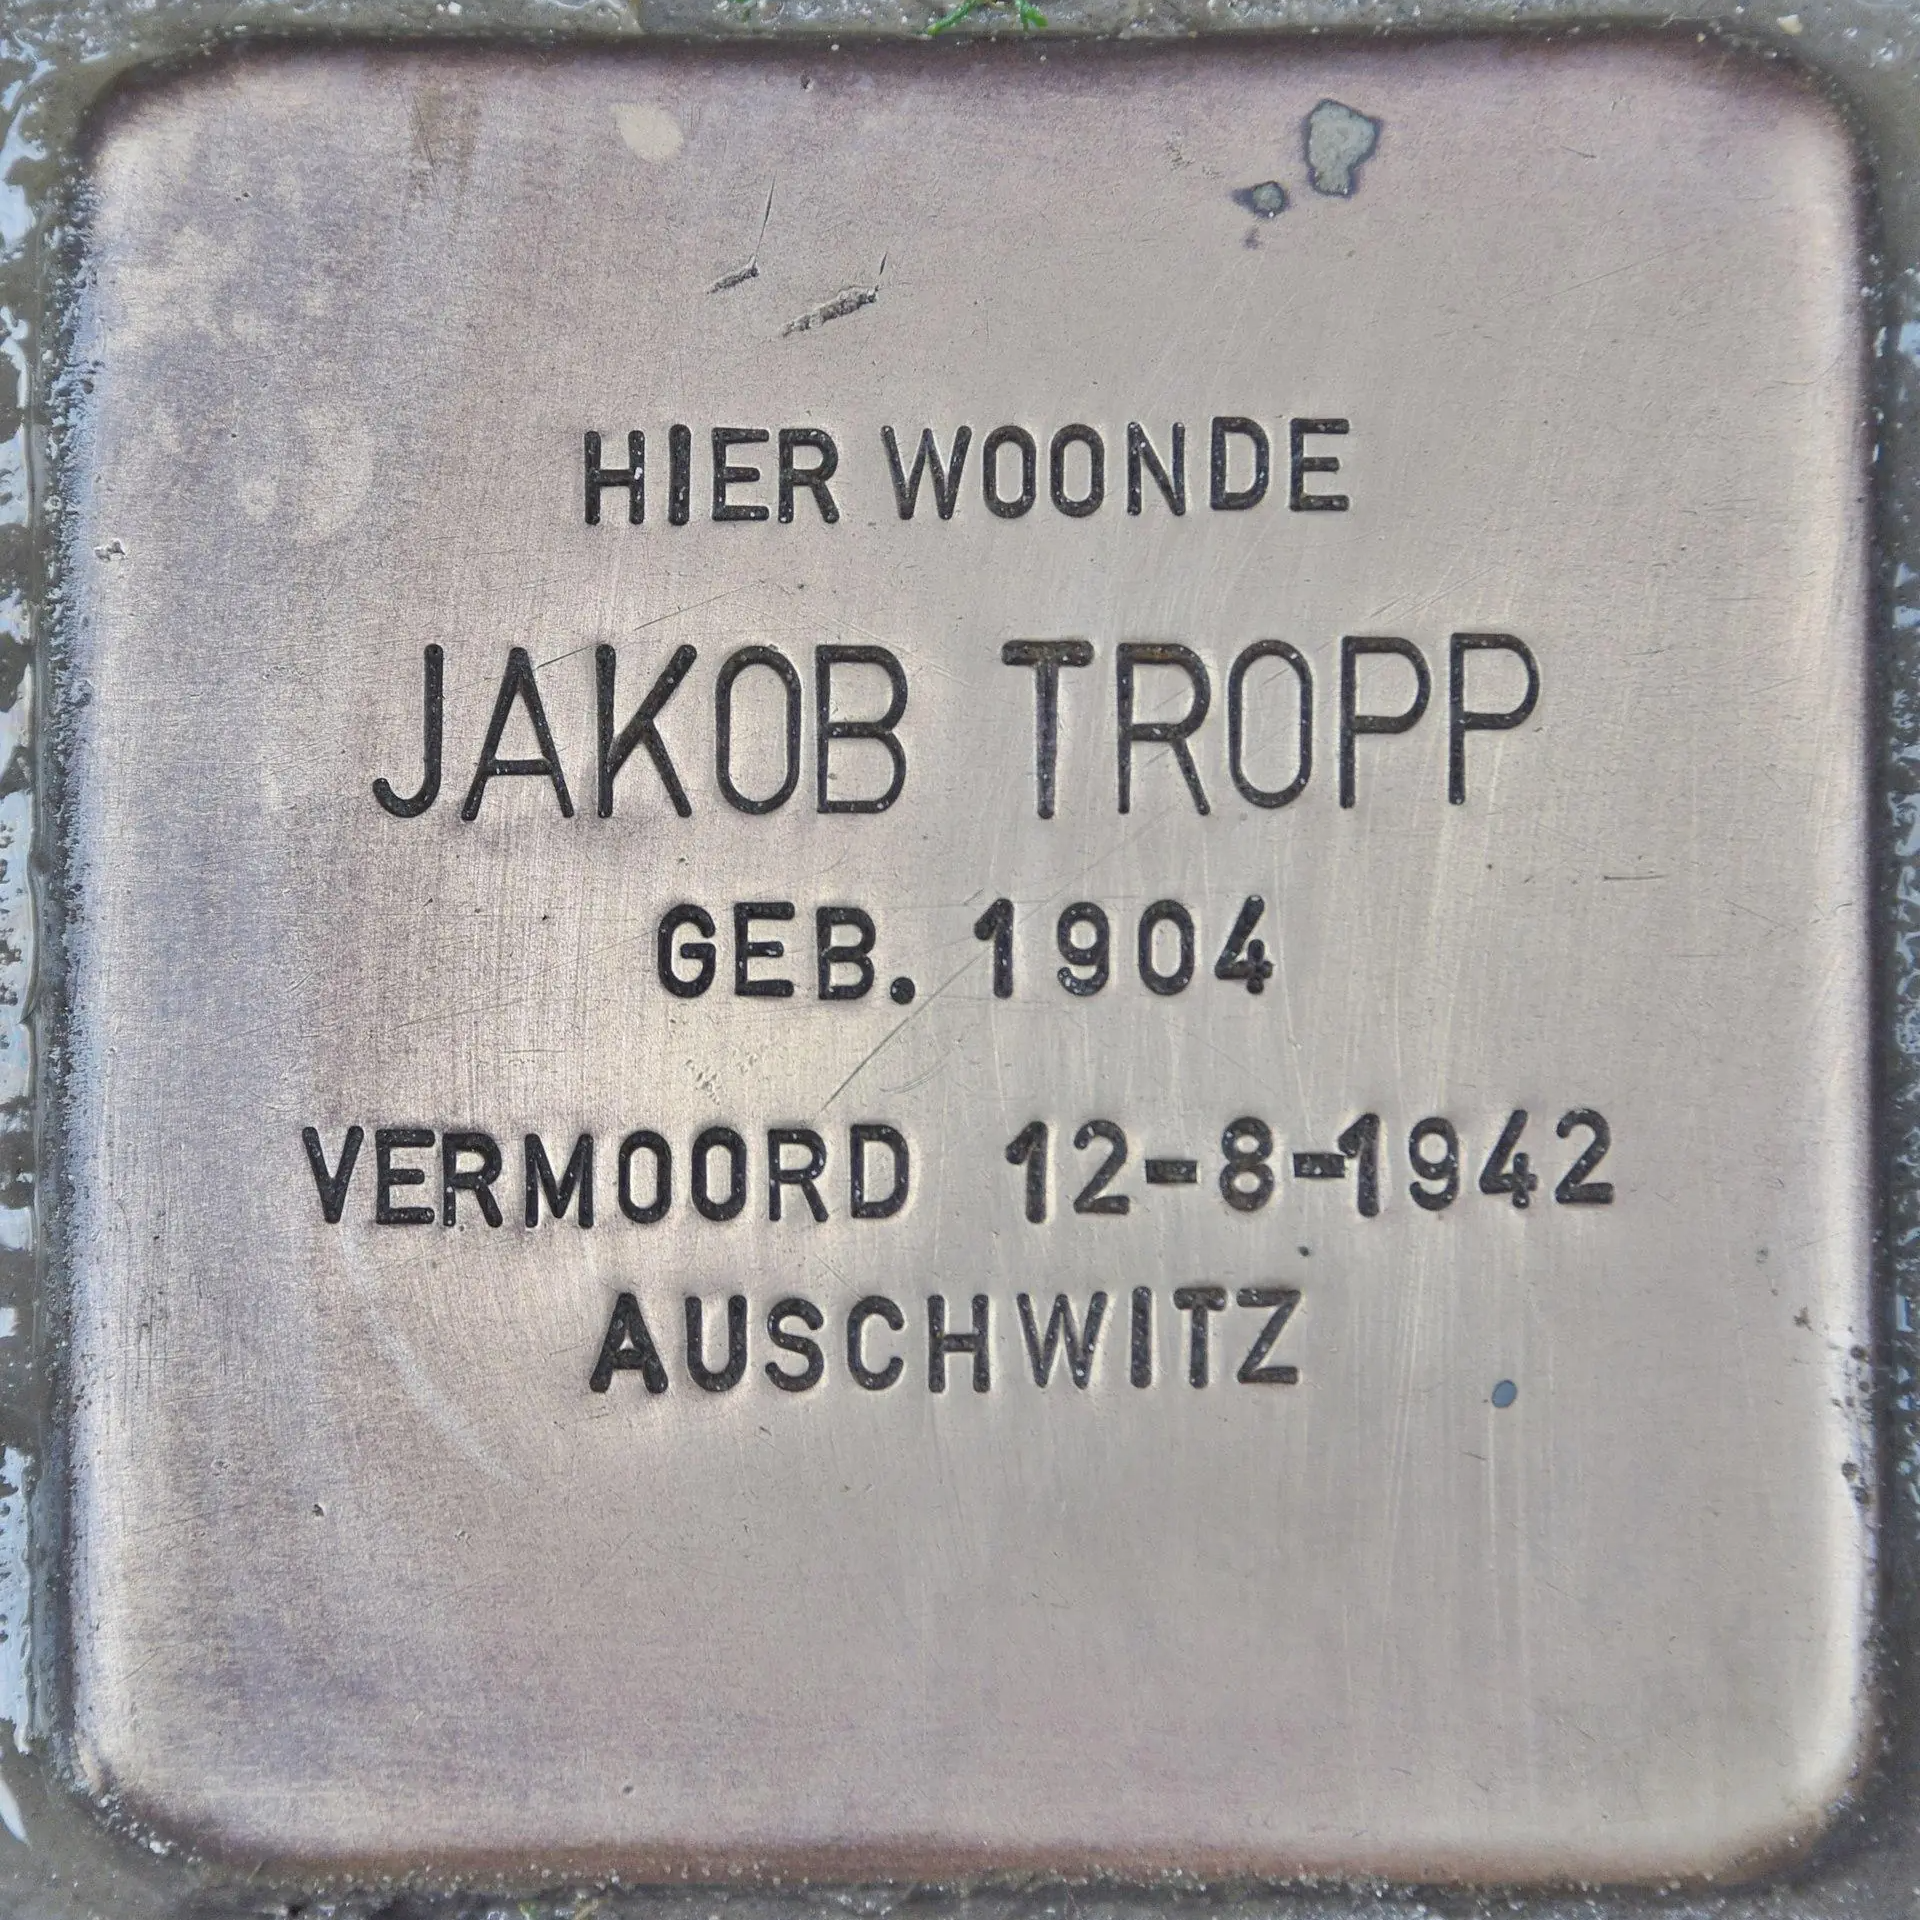 HIER WOONDE
JAKOB TROPP
GEB. 1904
VERMOORD 12-8-1942
AUSCHWITZ